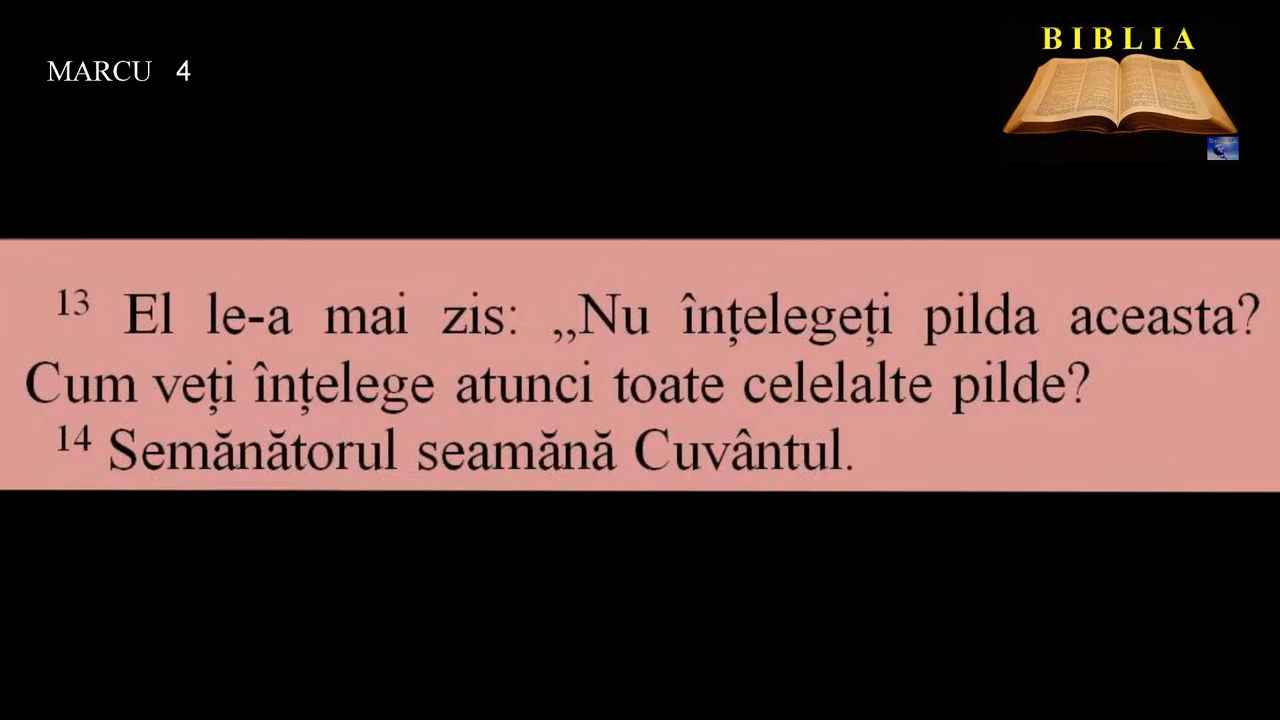 BIBLIA
MARCU 4
13 El le-a mai zis: ,,Nu înțelegeți pilda aceasta?
Cum veți înțelege atunci toate celelalte pilde?
14 Semănătorul seamănă Cuvântul.